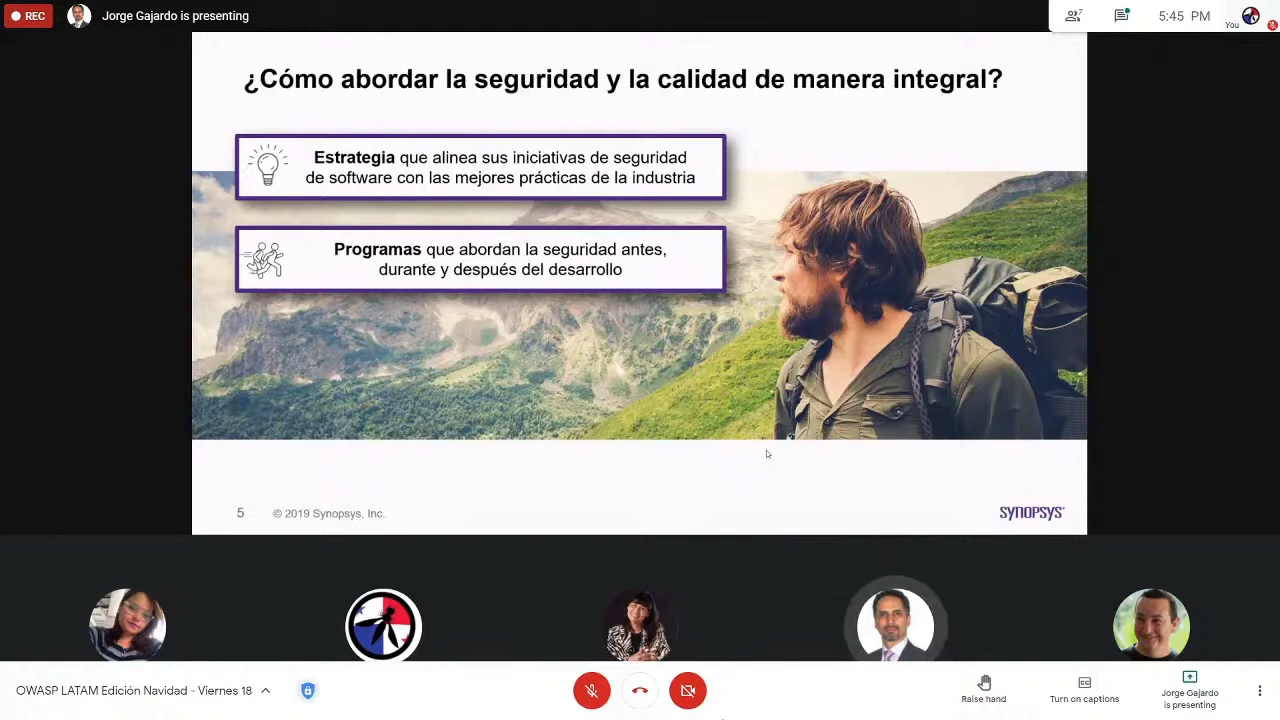 REC
Jorge Gajardo is presenting
7
5:45 PM
You
¿Cómo abordar la seguridad y la calidad de manera integral?
Estrategia que alinea sus iniciativas de seguridad
de software con las mejores prácticas de la industria
Programas que abordan la seguridad antes,
durante y después del desarrollo
5
© 2019 Synopsys, Inc.
SYNOPSYS
OWASP LATAM Edición Navidad - Viernes 18
Raise hand
Turn on captions
Jorge Gajardo
is presenting